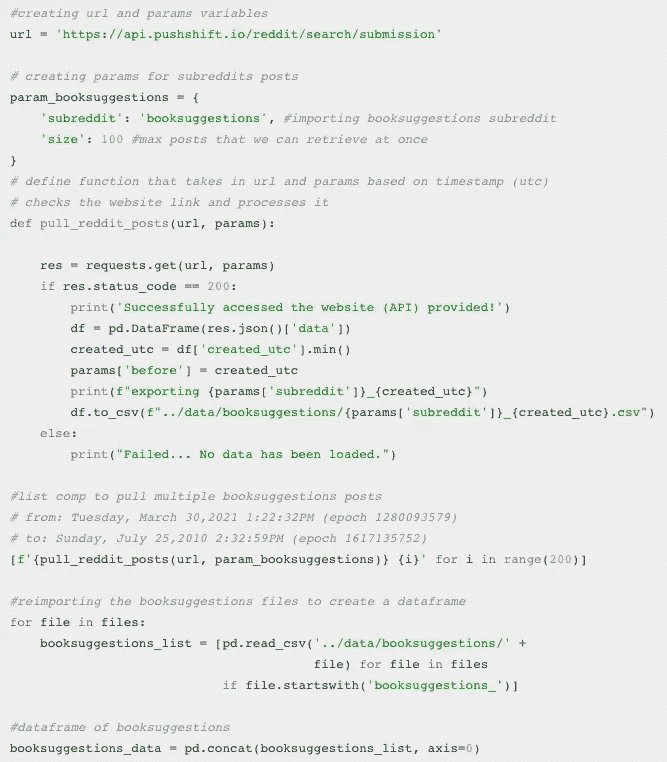 #creating url and params variables
url = 'https://api.pushshift.io/reddit/search/submission'
# creating params for subreddits posts
param_booksuggestions = {
    'subreddit': 'booksuggestions', #importing booksuggestions subreddit
    'size': 100 #max posts that we can retrieve at once
}
# define function that takes in url and params based on timestamp (utc)
# checks the website link and processes it
def pull_reddit_posts(url, params):
    res = requests.get(url, params)
    if res.status_code == 200:
        print('Successfully accessed the website (API) provided!')
        df = pd.DataFrame(res.json()['data'])
        created_utc = df['created_utc'].min()
        params['before'] = created_utc
        print(f"exporting {params['subreddit']}_{created_utc}")
        df.to_csv(f"../data/booksuggestions/{params['subreddit']}_{created_utc}.csv")
    else:
        print("Failed... No data has been loaded.")
#list comp to pull multiple booksuggestions posts
# from: Tuesday, March 30,2021 1:22:32PM (epoch 1280093579)
# to: Sunday, July 25,2010 2:32:59PM (epoch 1617135752)
[f'{pull_reddit_posts(url, param_booksuggestions)} {i}' for i in range(200)]
#reimporting the booksuggestions files to create a dataframe
for file in files:
    booksuggestions_list = [pd.read_csv('../data/booksuggestions/' +
                                        file) for file in files
                            if file.startswith('booksuggestions_')]
#dataframe of booksuggestions
booksuggestions_data = pd.concat(booksuggestions_list, axis=0)